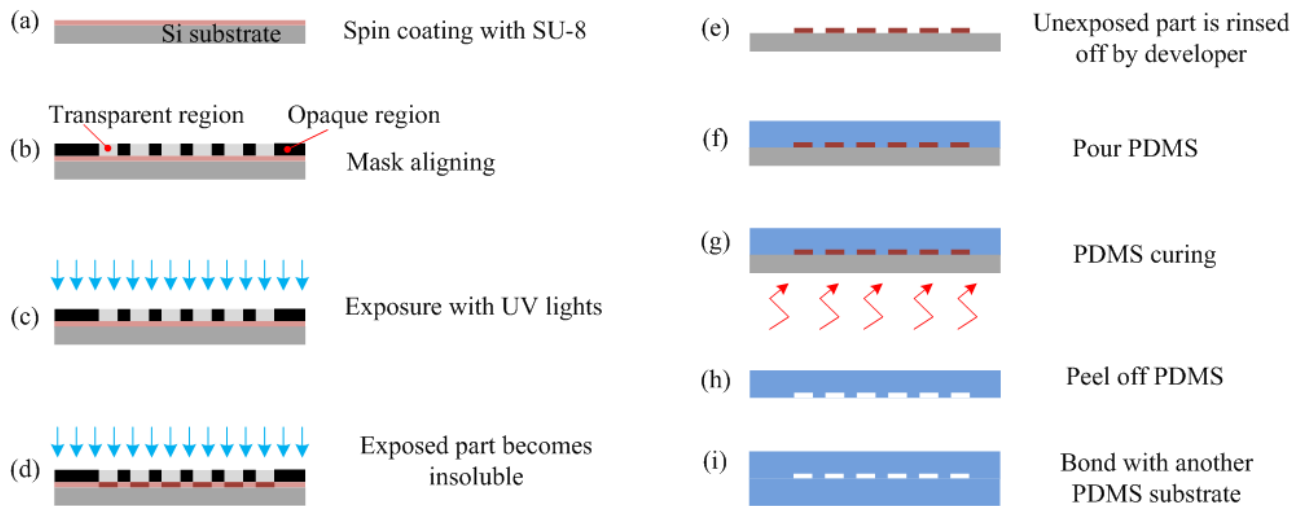 (a)
Si substrate
Spin coating with SU-8
Transparent region
Opaque region
(b)
Mask aligning
(c)
Exposure with UV lights
(d)
Exposed part becomes
insoluble
(e)
Unexposed part is rinsed
off by developer
(f)
Pour PDMS
(g)
PDMS curing
(h)
Peel off PDMS
(i)
Bond with another
PDMS substrate